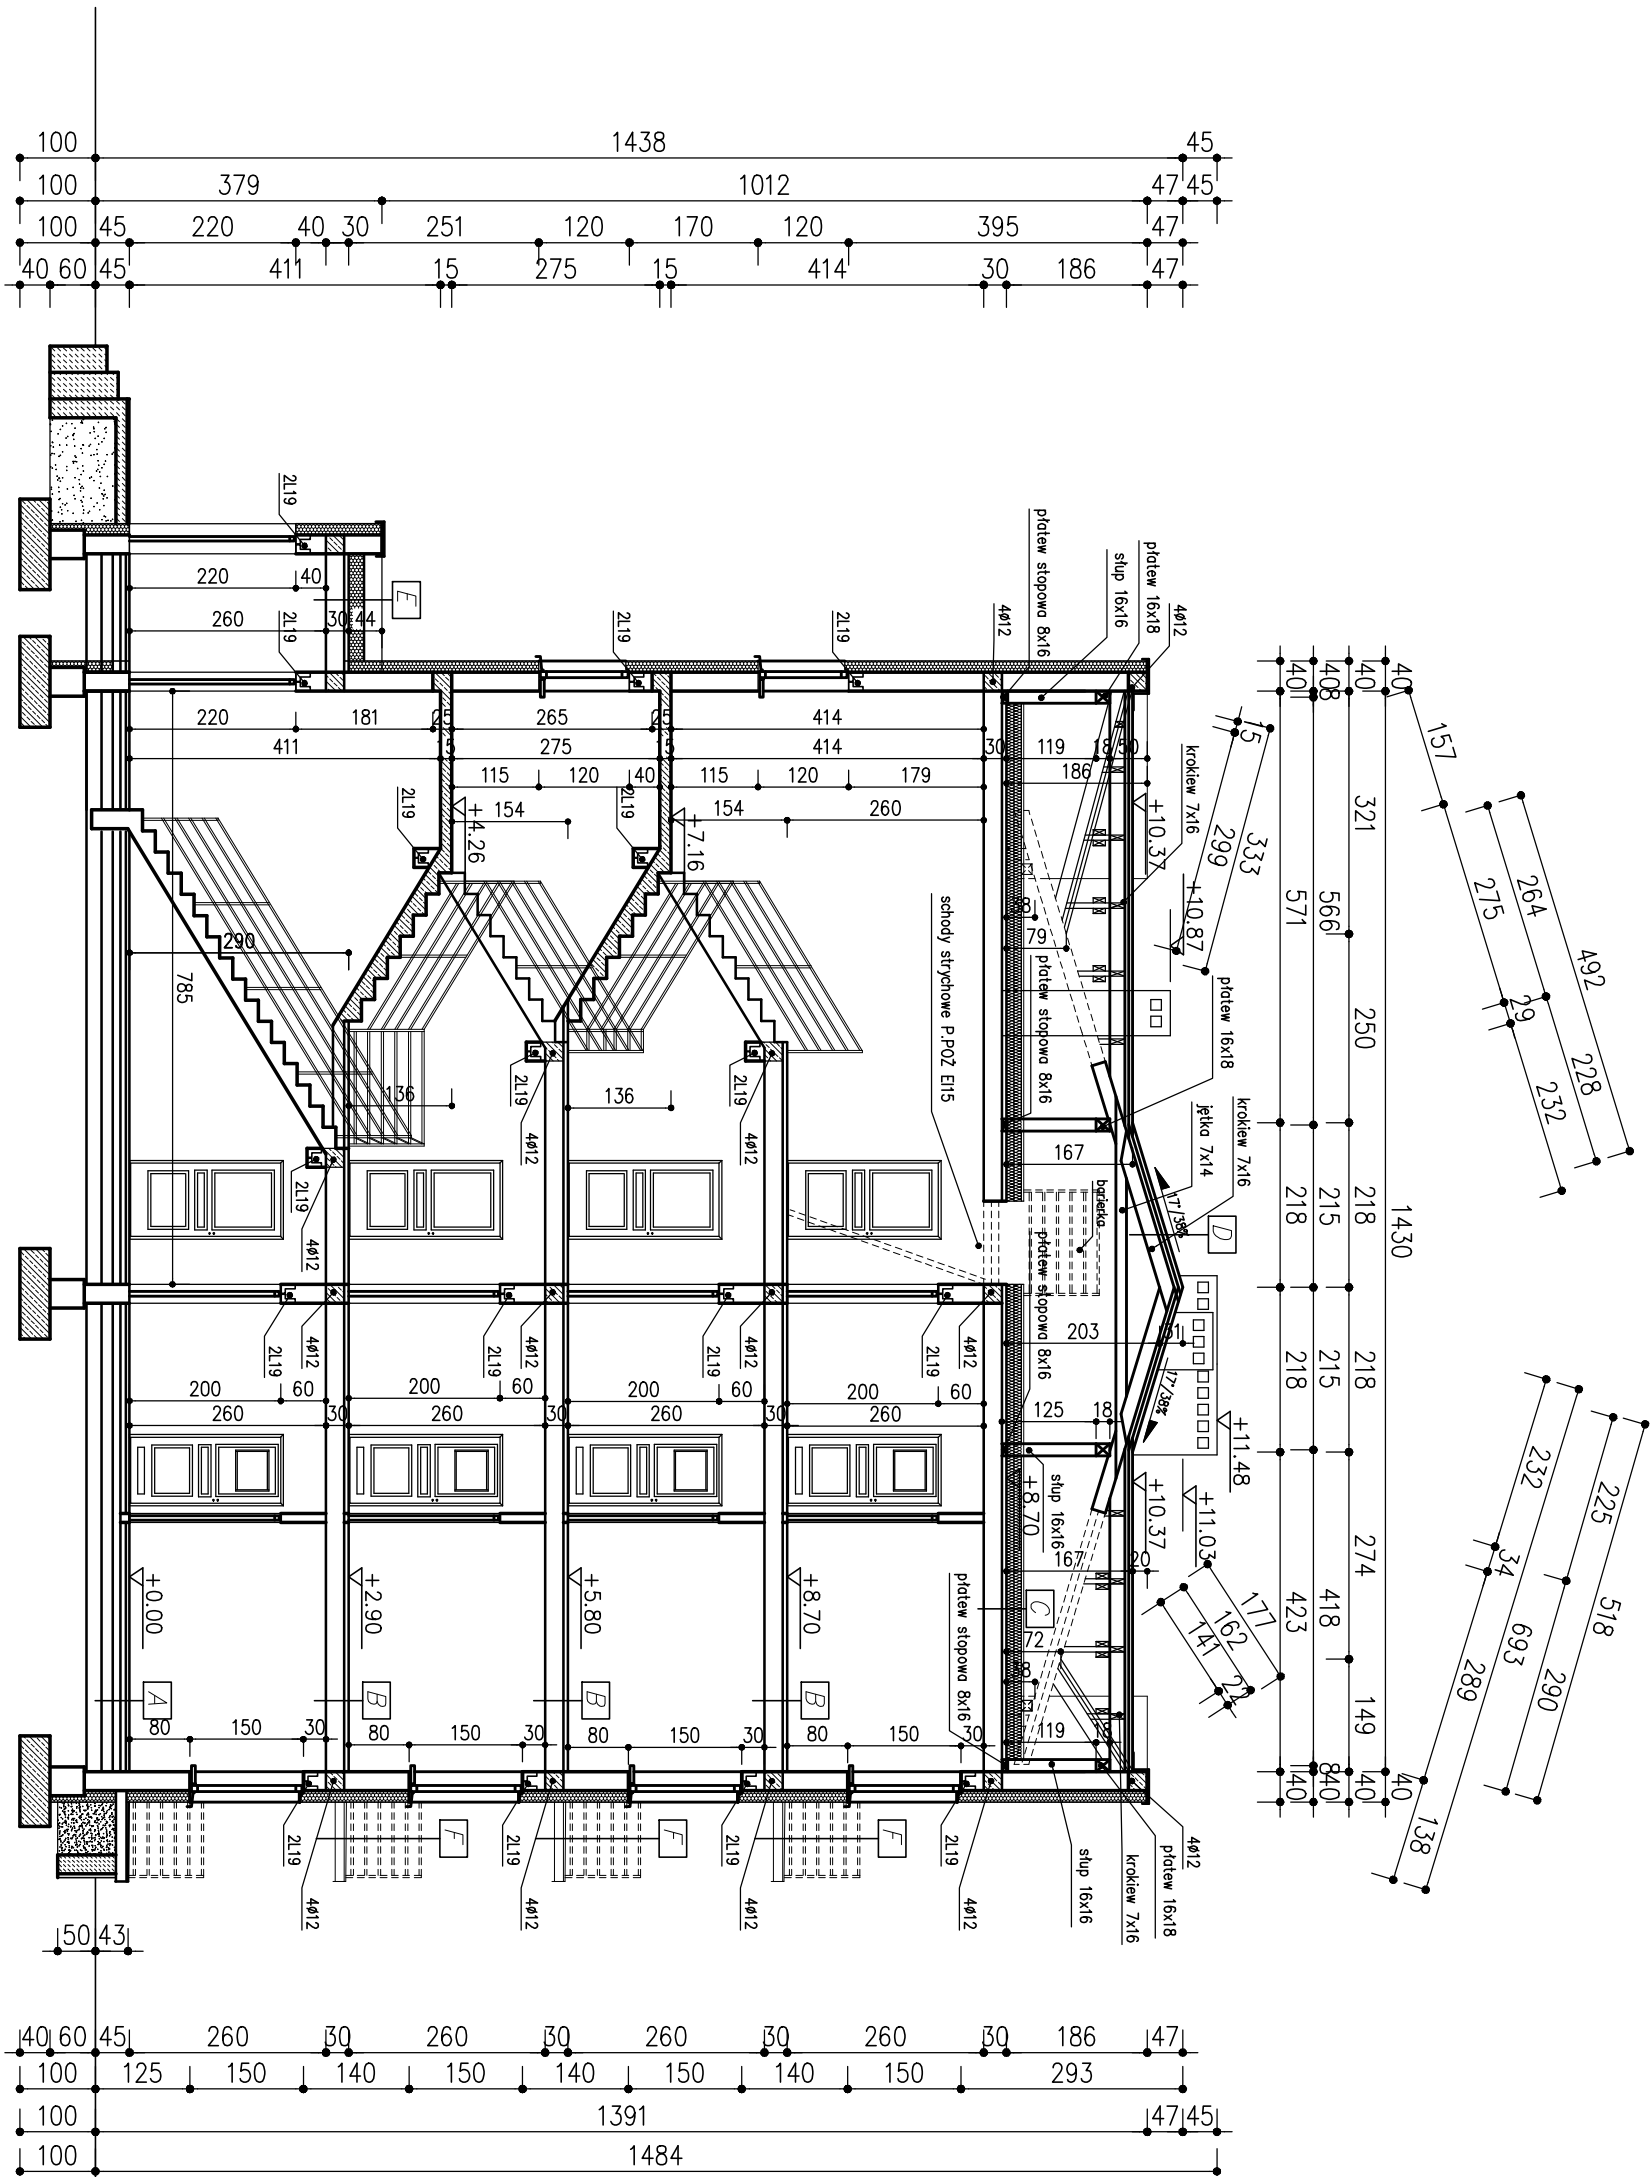 100 1438 45
100 379 1012 47 45
100 45 220 40 30 251 120 170 120 395 47
40 60 45 411 15 275 15 414 30 186 47
2L19
220 40
260 30 44
E
2L19
2L19
2L19
4ø12
płatew stopowa 8x16
słup 16x16
płatew 16x18
4ø12
220 181 25 265 25 414
411 15 275 15 414 30 119 18 50
115 120 40 115 120 179 186
154 154 260
2L19
2L19
+4.26
+7.16
+10.37
+10.87
krokiew 7x16
290
785
38
79
schody strychowe P.POŻ EI15
płatew stopowa 8x16
płatew 16x18
136
136
2L19
4ø12
2L19
4ø12
2L19
4ø12
167
barierka
jętka 7x14
krokiew 7x16
17°/38%
D
płatew stopowa 8x16
203 31
17°/38%
2L19
4ø12
2L19
4ø12
2L19
4ø12
2L19
4ø12
200 60 200 60 200 60 200 60
260 30 260 30 260 30 260
125 18
+11.48
+11.03
+10.37
+8.70
słup 16x16
167 20
płatew stopowa 8x16
C
+0.00
+2.90
+5.80
+8.70
72
38
119
A
B
B
B
80 150 30 80 150 30 80 150 30 80 150 30
2L19
4ø12
2L19
4ø12
2L19
4ø12
2L19
4ø12
F
F
F
słup 16x16
krokiew 7x16
płatew 16x18
4ø12
50 43
40 571 218 218 423 40
40 8 566 215 215 418 8 40
40 321 250 218 218 274 149 40
40 1430 40
15 299
333
157 275 29 232
264 228
492
232 34 289 138
693
225 290
518
177
162
141 22
40 60 45 260 30 260 30 260 30 260 30 186 47
100 125 150 140 150 140 150 140 150 293
100 1391 47 45
100 1484